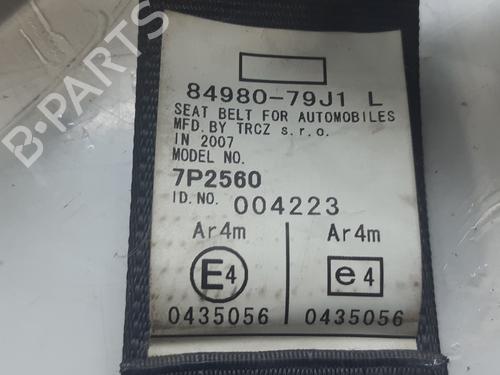 84980-79J1 L
SEAT BELT FOR AUTOMOBILES
MFD. BY TRCZ s.r.o.
IN 2007
MODEL NO.
7P2560
ID. NO. 004223
Ar4m Ar4m
E4 e4
0435056 0435056